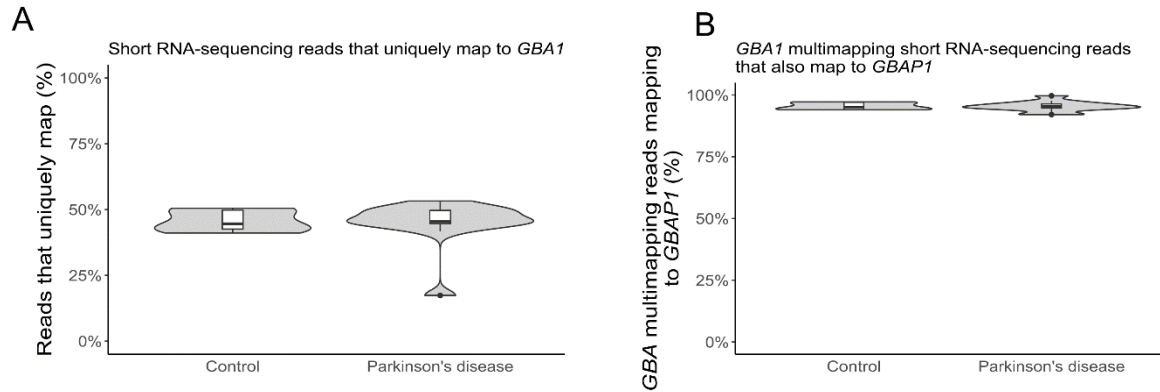 A
Short RNA-sequencing reads that uniquely map to GBA1
Reads that uniquely map (%)
100%
75%
50%
25%
0%
Control
Parkinson's disease
B
GBA1 multimapping short RNA-sequencing reads
that also map to GBAP1
GBA multimapping reads mapping
to GBAP1 (%)
100%
75%
50%
25%
0%
Control
Parkinson's disease